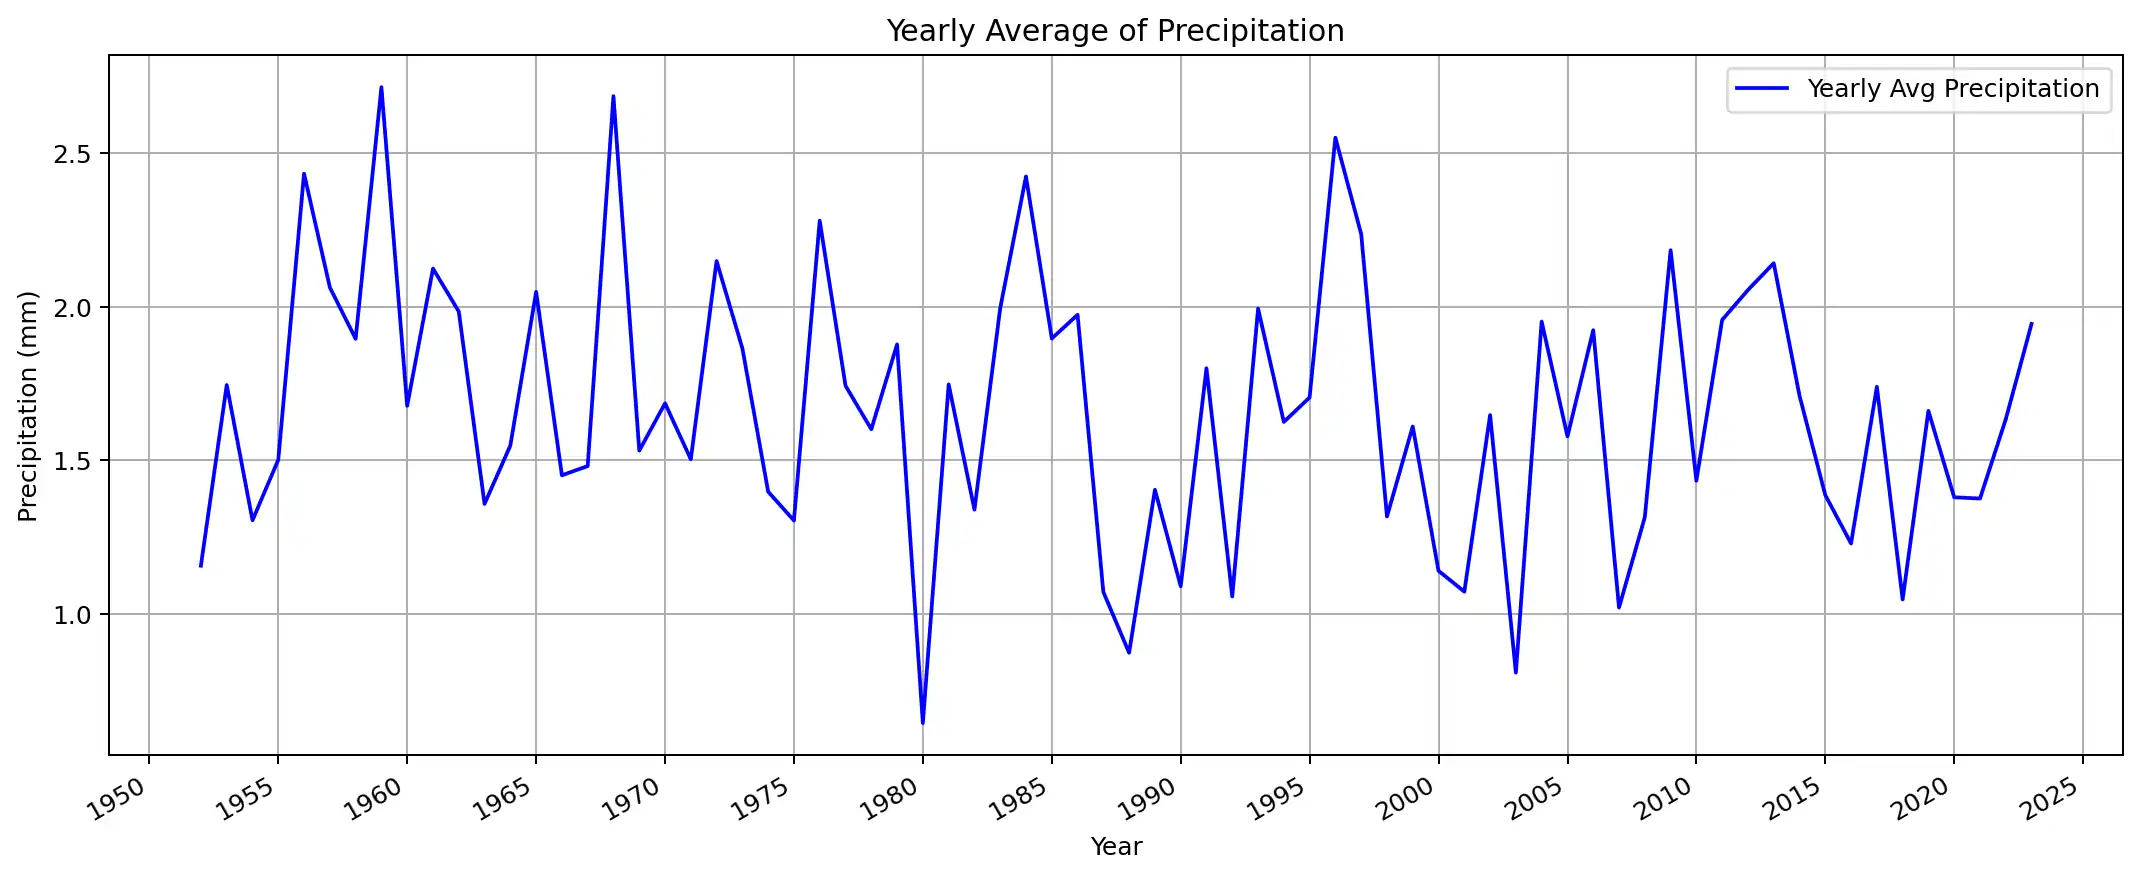 Yearly Average of Precipitation
Yearly Avg Precipitation
Precipitation (mm)
2.5
2.0
1.5
1.0
1950 1955 1960 1965 1970 1975 1980 1985 1990 1995 2000 2005 2010 2015 2020 2025
Year